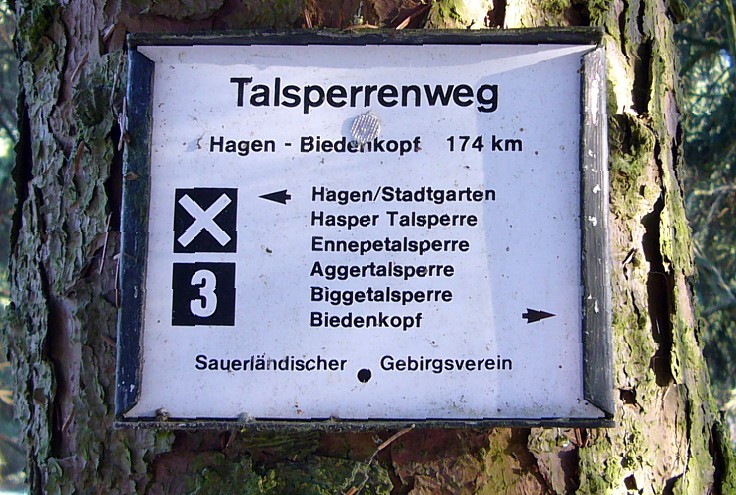 Talsperrenweg
Hagen - Biedenkopf 174 km
X Hagen/Stadtgarten
Hasper Talsperre
Ennepetalsperre
3 Aggertalsperre
Biggetalsperre
Biedenkopf
Sauerländischer Gebirgsverein